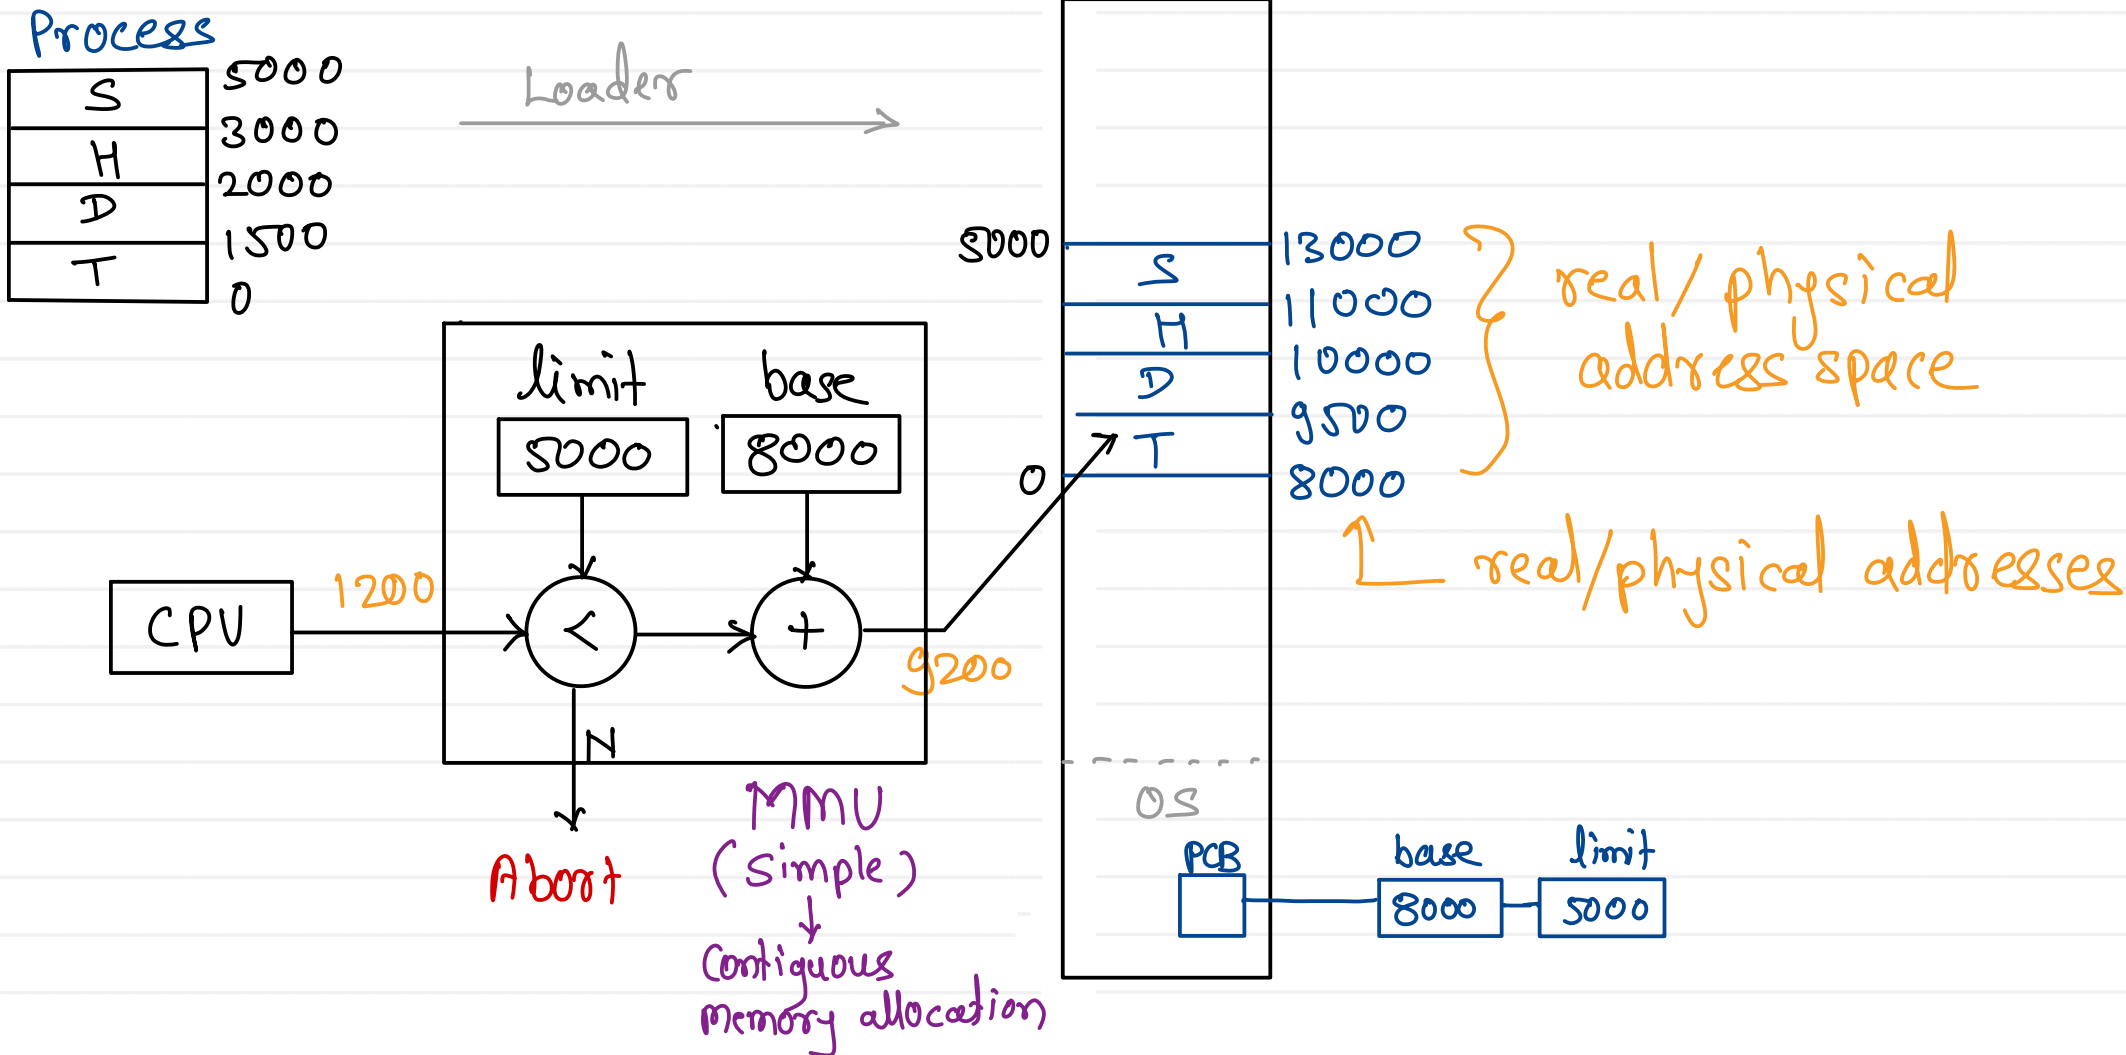 Process
S
5000
H
3000
D
2000
T
1500
0
Loader
limit
base
5000
8000
CPU
1200
<
+
9200
N
Abort
MMU
(Simple)
Contiguous
memory allocation
5000
0
S
H
D
T
13000
11000
10000
9500
8000
real/physical
address space
real/physical addresses
OS
PCB
base
limit
8000
5000